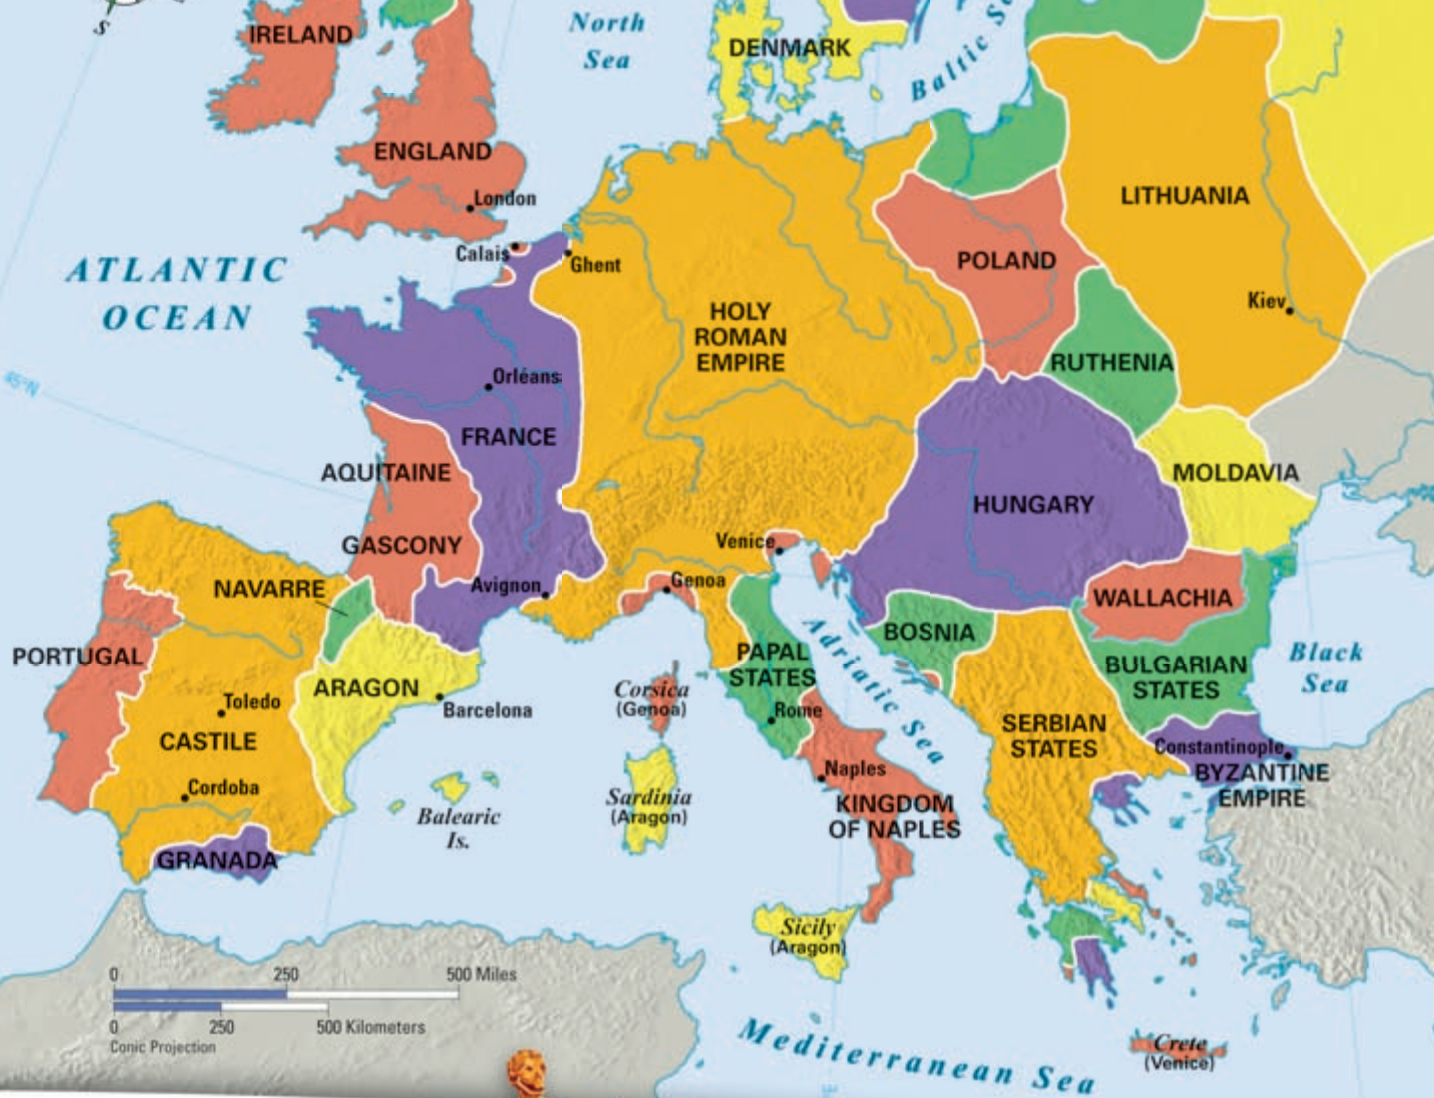 S
IRELAND
North
Sea
DENMARK
ENGLAND
London
LITHUANIA
Calais
Ghent
POLAND
ATLANTIC
OCEAN
HOLY
ROMAN
EMPIRE
Kiev
45°N
Orléans
RUTHENIA
FRANCE
AQUITAINE
MOLDAVIA
HUNGARY
GASCONY
Venice
NAVARRE
Avignon
Genoa
WALLACHIA
BOSNIA
Adriatic Sea
PORTUGAL
PAPAL
STATES
BULGARIAN
STATES
Black
Sea
ARAGON
Corsica
(Genoa)
Toledo
Barcelona
Rome
CASTILE
SERBIAN
STATES
Constantinople
BYZANTINE
EMPIRE
Cordoba
Naples
Balearic
Is.
Sardinia
(Aragon)
KINGDOM
OF NAPLES
GRANADA
Sicily
(Aragon)
0 250 500 Miles
0 250 500 Kilometers
Conic Projection
Mediterranean Sea
Crete
(Venice)
Baltic